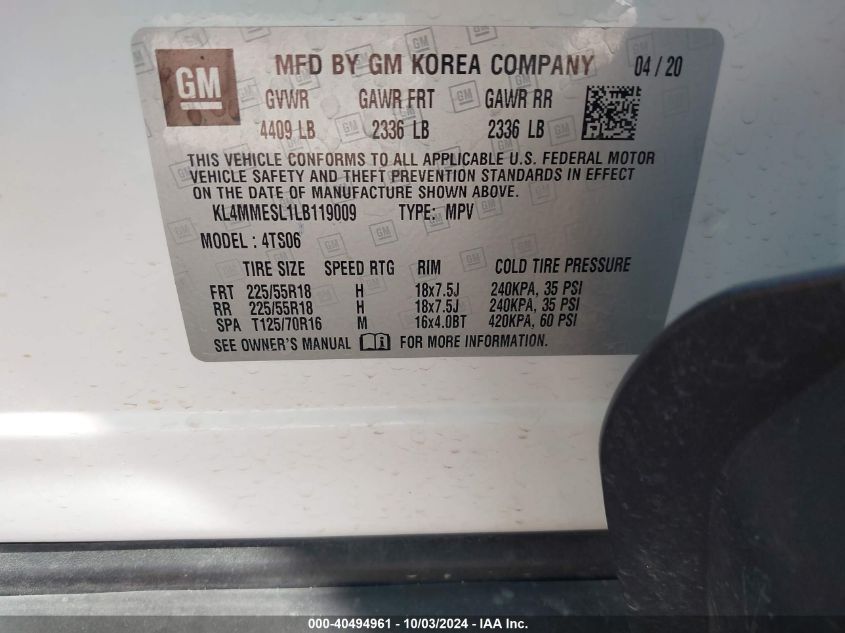 GM MFD BY GM KOREA COMPANY 04 / 20
GVWR GAWR FRT GAWR RR
4409 LB 2336 LB 2336 LB
THIS VEHICLE CONFORMS TO ALL APPLICABLE U.S. FEDERAL MOTOR
VEHICLE SAFETY AND THEFT PREVENTION STANDARDS IN EFFECT
ON THE DATE OF MANUFACTURE SHOWN ABOVE.
KL4MMESL1LB119009 TYPE: MPV
MODEL : 4TS06
TIRE SIZE SPEED RTG RIM COLD TIRE PRESSURE
FRT 225/55R18 H 18x7.5J 240KPA, 35 PSI
RR 225/55R18 H 18x7.5J 240KPA, 35 PSI
SPA T125/70R16 M 16x4.0BT 420KPA, 60 PSI
SEE OWNER'S MANUAL FOR MORE INFORMATION.
000-40494961 - 10/03/2024 - IAAI Inc.